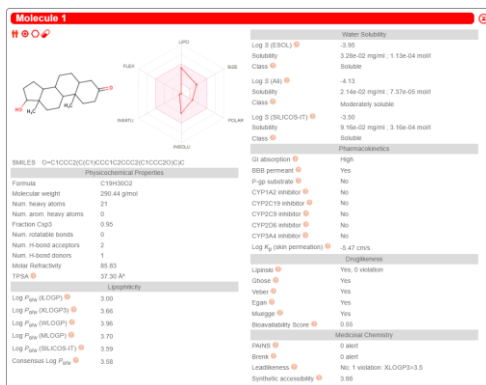 Molecule 1
LIPO
FLEX
SIZE
INSATU
POLAR
INSOLU
O
HO
H₃C
H₃C
SMILES O=C1CCC2(C(C1)CCC1C2CCC2(C1CCC2O)C)C
Physicochemical Properties
Formula C19H30O2
Molecular weight 290.44 g/mol
Num. heavy atoms 21
Num. arom. heavy atoms 0
Fraction Csp3 0.95
Num. rotatable bonds 0
Num. H-bond acceptors 2
Num. H-bond donors 1
Molar Refractivity
TPSA 37.30 Å²
Lipophilicity
Log Po/w (iLOGP) 3.00
Log Po/w (XLOGP3) 3.66
Log Po/w (WLOGP) 3.96
Log Po/w (MLOGP) 3.70
Log Po/w (SILICOS-IT) 3.59
Consensus Log Po/w 3.58
Water Solubility
Log S (ESOL) -3.95
Solubility 3.28e-02 mg/ml ; 1.13e-04 mol/l
Class Soluble
Log S (Ali) -4.13
Solubility 2.14e-02 mg/ml ; 7.37e-05 mol/l
Class Moderately soluble
Log S (SILICOS-IT) -3.50
Solubility 9.16e-02 mg/ml ; 3.16e-04 mol/l
Class Soluble
Pharmacokinetics
GI absorption High
BBB permeant Yes
P-gp substrate No
CYP1A2 inhibitor No
CYP2C19 inhibitor No
CYP2C9 inhibitor No
CYP2D6 inhibitor No
CYP3A4 inhibitor No
Log Kp (skin permeation) -5.47 cm/s
Druglikeness
Lipinski Yes; 0 violation
Ghose Yes
Veber Yes
Egan Yes
Muegge Yes
Bioavailability Score 0.55
Medicinal Chemistry
PAINS 0 alert
Brenk 0 alert
Leadlikeness No; 1 violation: XLOGP3>3.5
Synthetic accessibility 3.88